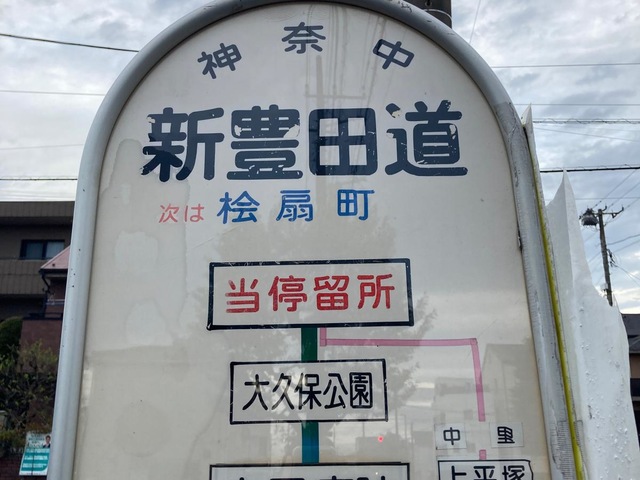 神奈中
新豊田道
次は 桧扇町
当停留所
大久保公園
中 里
上平塚